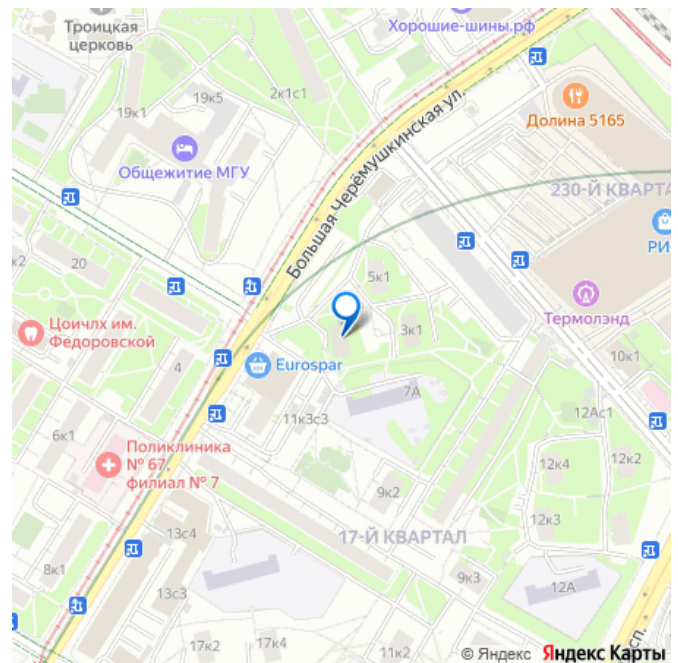 Троицкая
церковь
Хорошие-шины.рф
2к1с1
19к5
19к1
Долина 5165
Общежитие МГУ
Большая Черёмушкинская ул.
230-Й КВАРТА
РИ
к2
20
5к1
Термолэнд
Цоичлх им.
Федоровской
3к1
10к1
4
Eurospar
7А
12Ас1
11к3с3
6к1
Поликлиника
№ 67,
филиал № 7
12к4
12к2
9к2
12к3
13с4
17-Й КВАРТАЛ
8к1
9к3
12А
13с3
17к2
17к4
11к2
сп.
© Яндекс Яндекс Карты